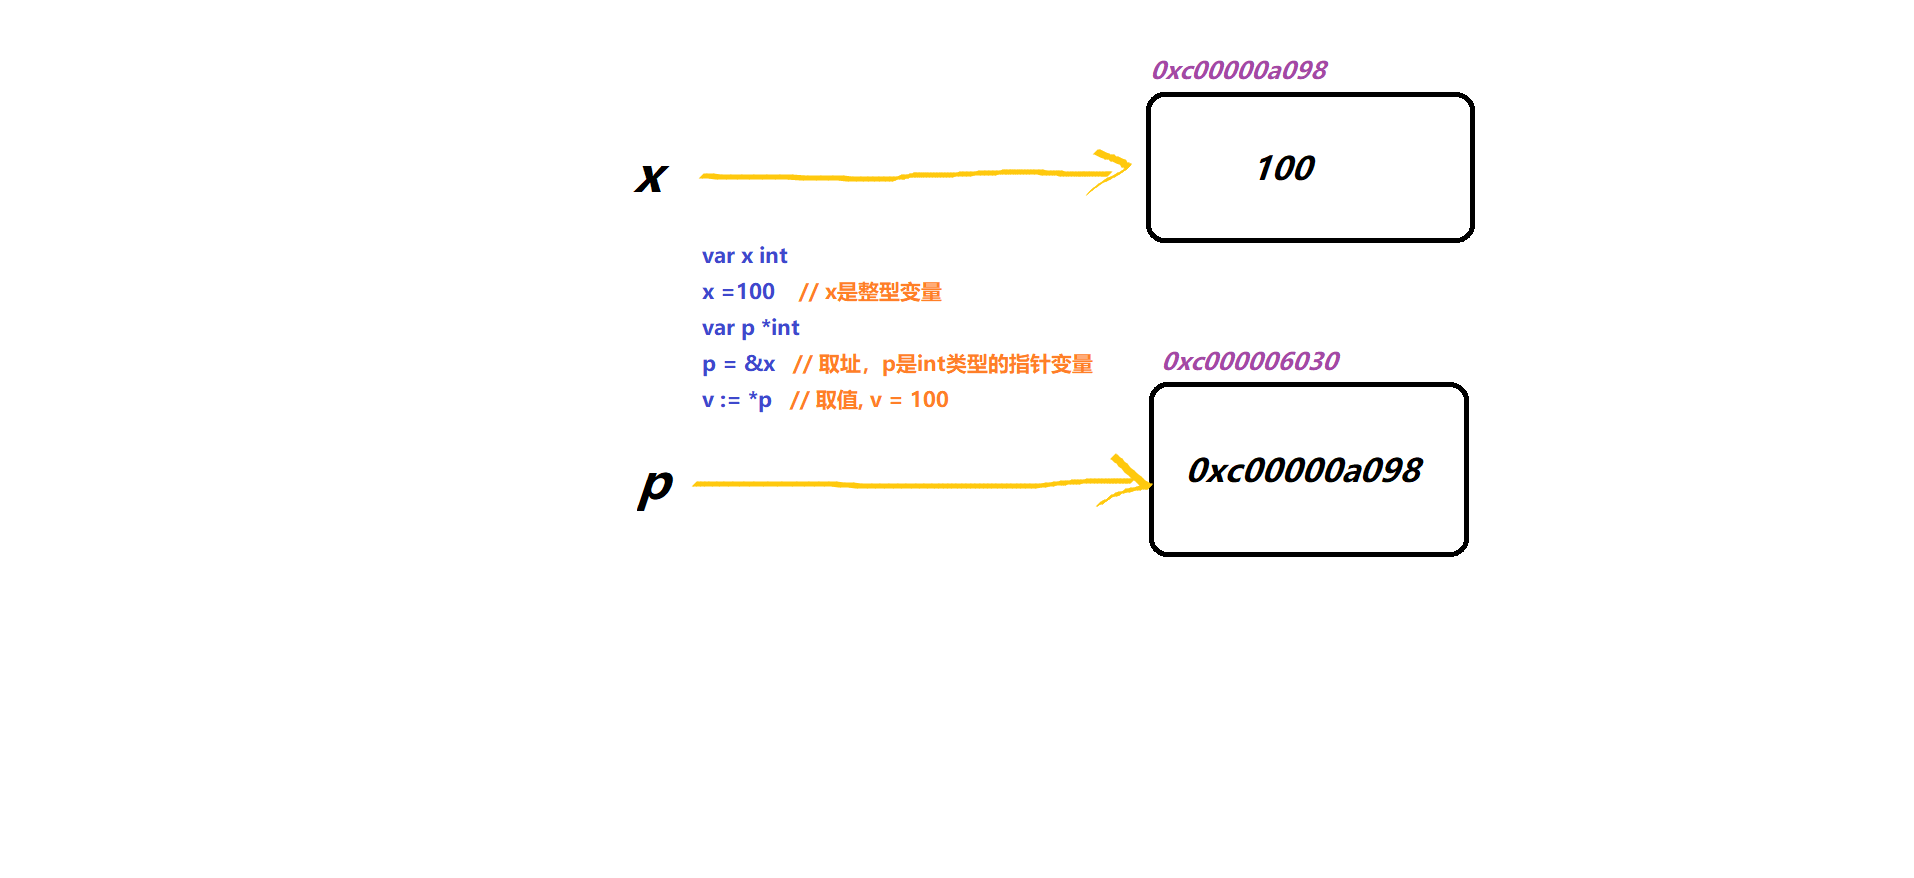 0xc00000a098
100
x
var x int
x =100 // x是整型变量
var p *int
p = &x // 取址，p是int类型的指针变量
v := *p // 取值, v = 100
0xc000006030
0xc00000a098
p